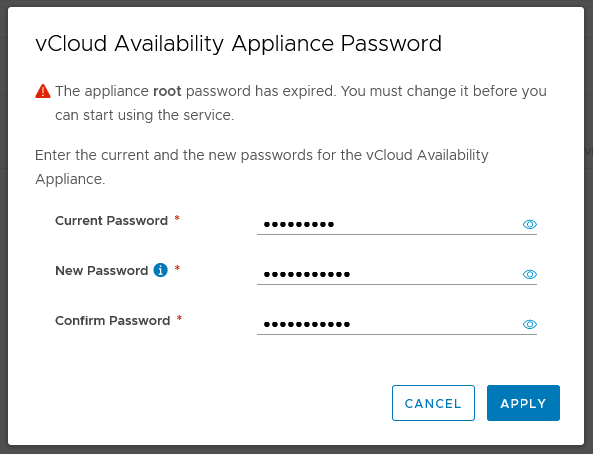 vCloud Availability Appliance Password
The appliance root password has expired. You must change it before you
can start using the service.
Enter the current and the new passwords for the vCloud Availability
Appliance.
Current Password *
•••••••••
New Password *
•••••••••••
Confirm Password *
•••••••••••
CANCEL APPLY